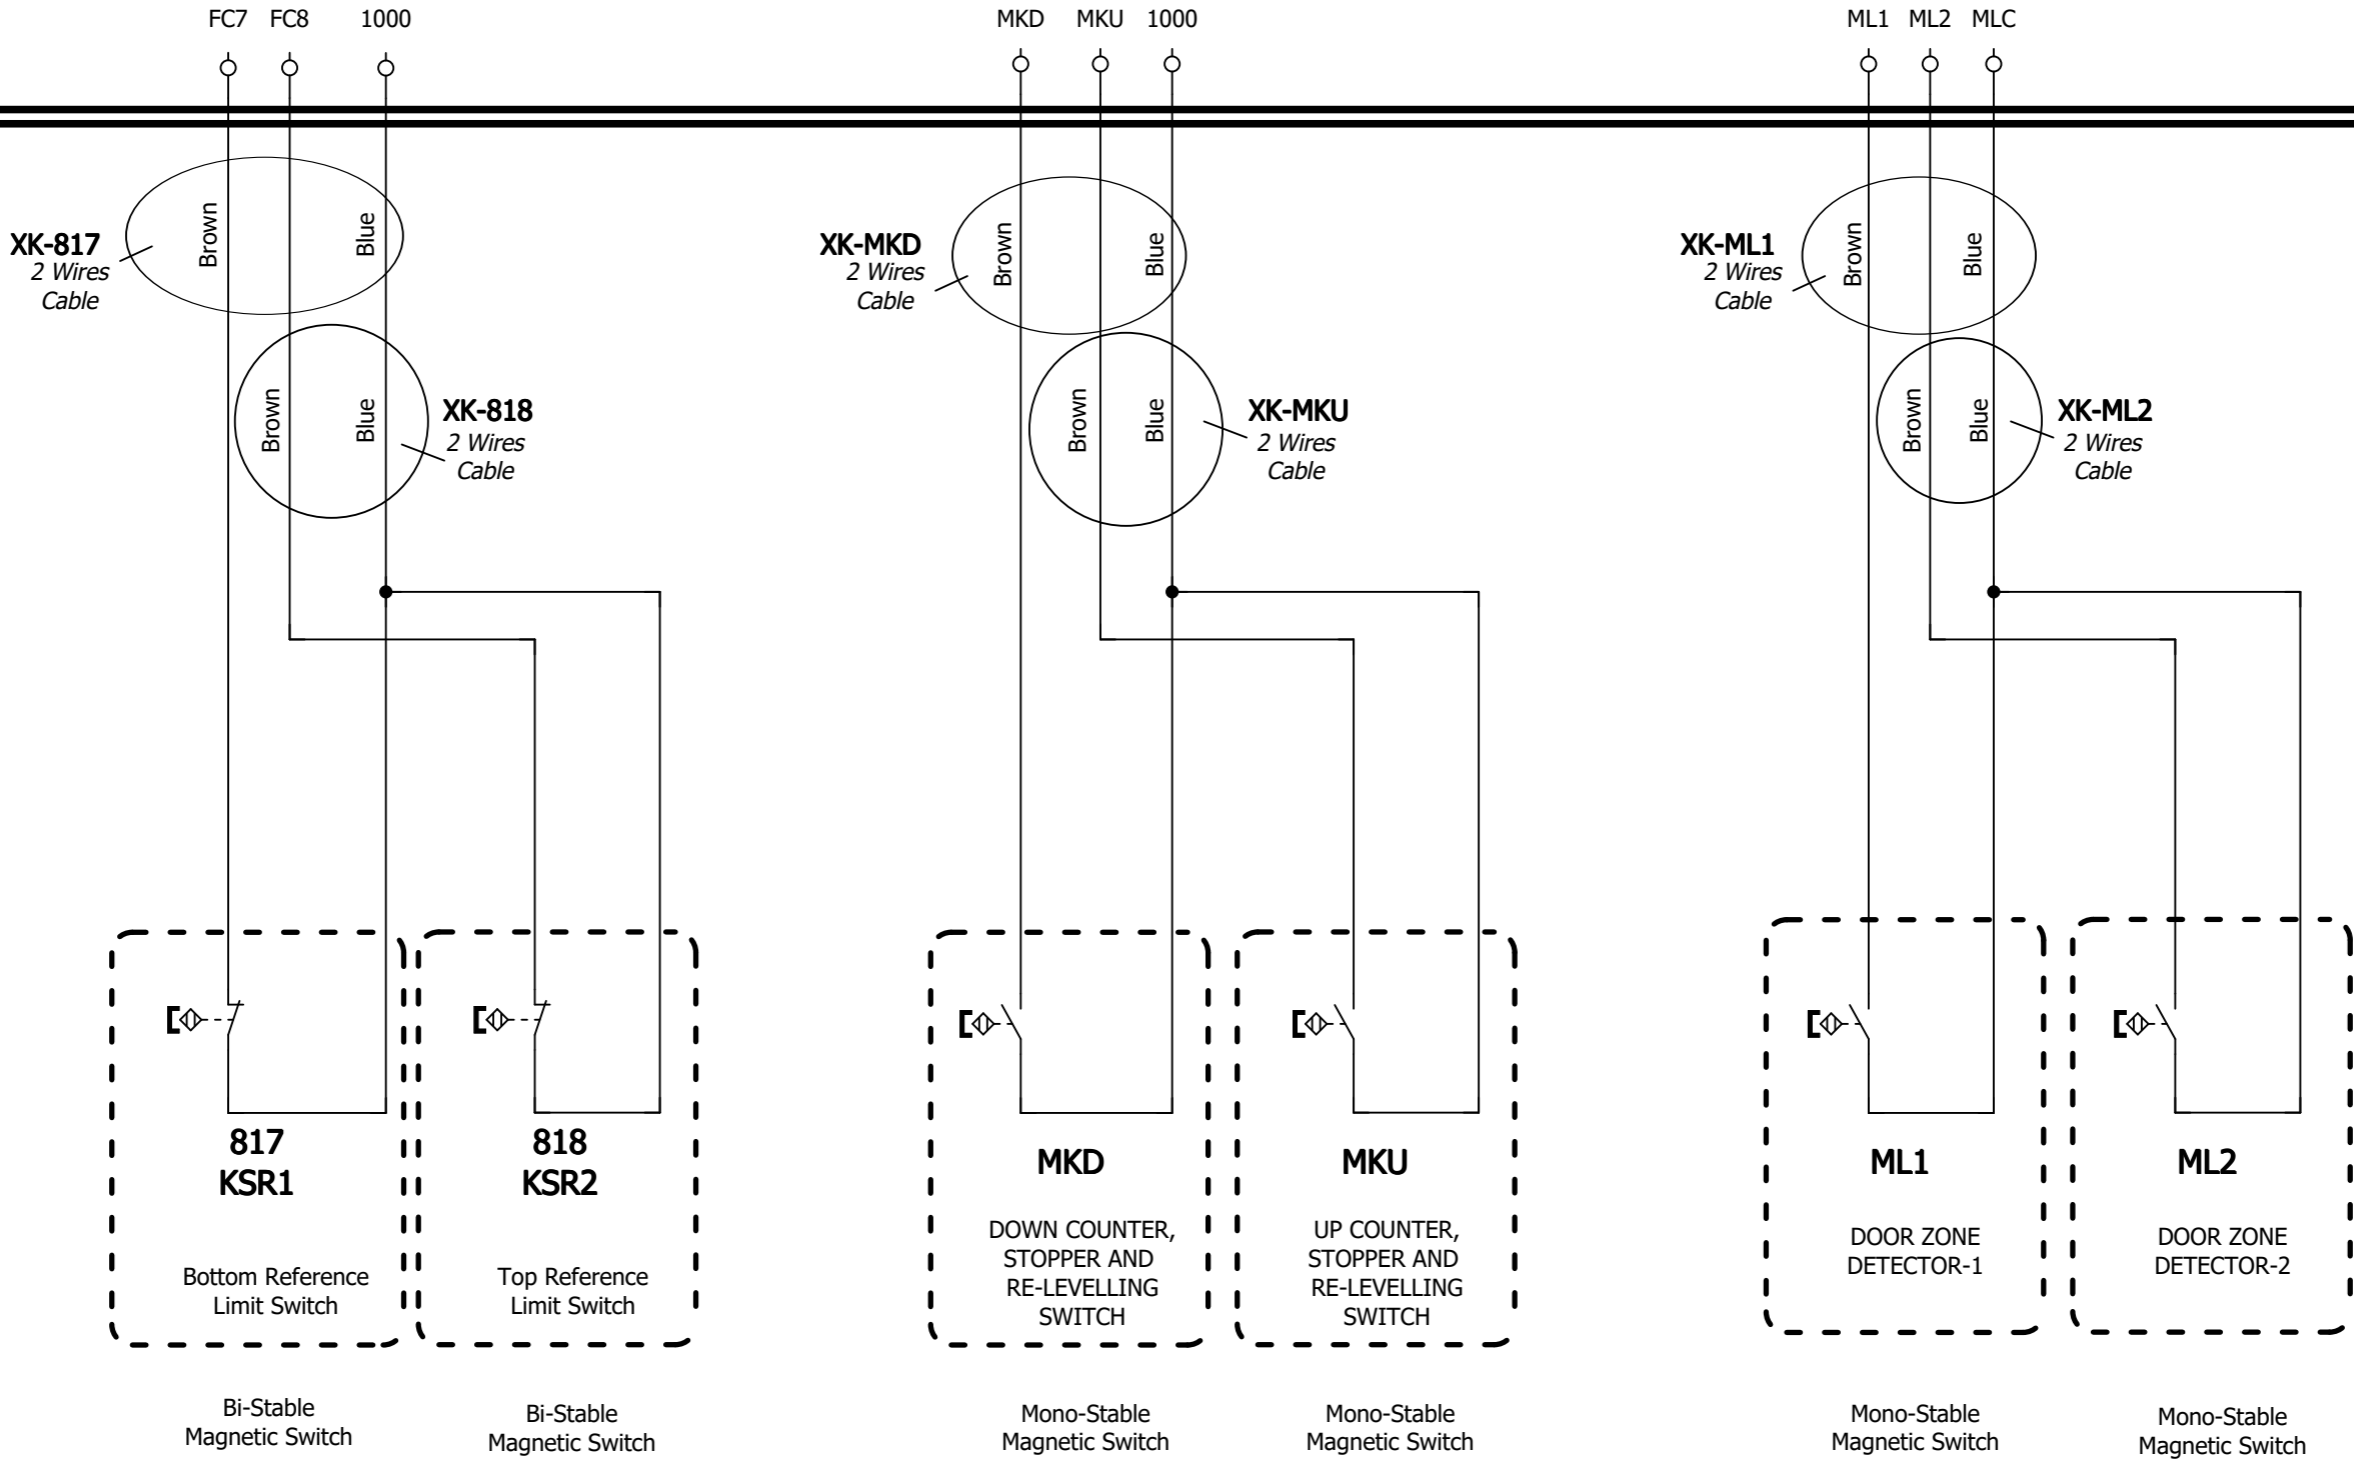 FC7 FC8 1000
MKD MKU 1000
ML1 ML2 MLC
Brown
Blue
XK-817
2 Wires
Cable
Brown
Blue
XK-818
2 Wires
Cable
Brown
Blue
XK-MKD
2 Wires
Cable
Brown
Blue
XK-MKU
2 Wires
Cable
Brown
Blue
XK-ML1
2 Wires
Cable
Brown
Blue
XK-ML2
2 Wires
Cable
817
KSR1
Bottom Reference
Limit Switch
Bi-Stable
Magnetic Switch
818
KSR2
Top Reference
Limit Switch
Bi-Stable
Magnetic Switch
MKD
DOWN COUNTER,
STOPPER AND
RE-LEVELLING
SWITCH
Mono-Stable
Magnetic Switch
MKU
UP COUNTER,
STOPPER AND
RE-LEVELLING
SWITCH
Mono-Stable
Magnetic Switch
ML1
DOOR ZONE
DETECTOR-1
Mono-Stable
Magnetic Switch
ML2
DOOR ZONE
DETECTOR-2
Mono-Stable
Magnetic Switch